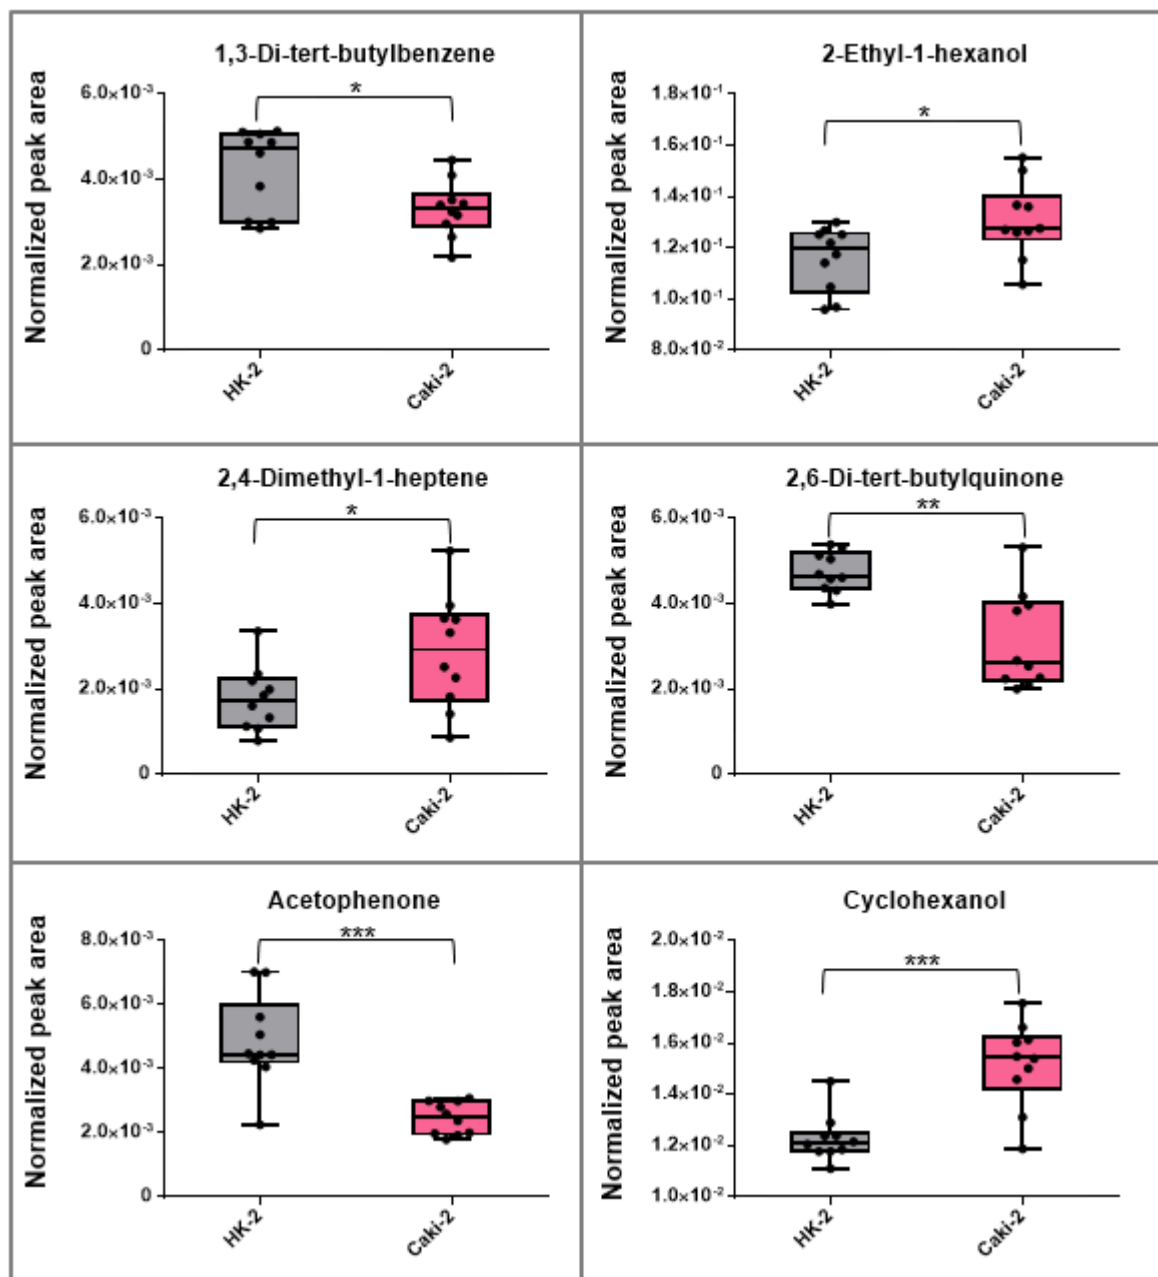 1,3-Di-tert-butylbenzene
Normalized peak area
6.0×10⁻³
4.0×10⁻³
2.0×10⁻³
0
*
HK-2
Caki-2
2-Ethyl-1-hexanol
Normalized peak area
1.8×10⁻¹
1.6×10⁻¹
1.4×10⁻¹
1.2×10⁻¹
1.0×10⁻¹
8.0×10⁻²
*
HK-2
Caki-2
2,4-Dimethyl-1-heptene
Normalized peak area
6.0×10⁻³
4.0×10⁻³
2.0×10⁻³
0
*
HK-2
Caki-2
2,6-Di-tert-butylquinone
Normalized peak area
6.0×10⁻³
4.0×10⁻³
2.0×10⁻³
0
**
HK-2
Caki-2
Acetophenone
Normalized peak area
8.0×10⁻³
6.0×10⁻³
4.0×10⁻³
2.0×10⁻³
0
***
HK-2
Caki-2
Cyclohexanol
Normalized peak area
2.0×10⁻²
1.8×10⁻²
1.6×10⁻²
1.4×10⁻²
1.2×10⁻²
1.0×10⁻²
***
HK-2
Caki-2